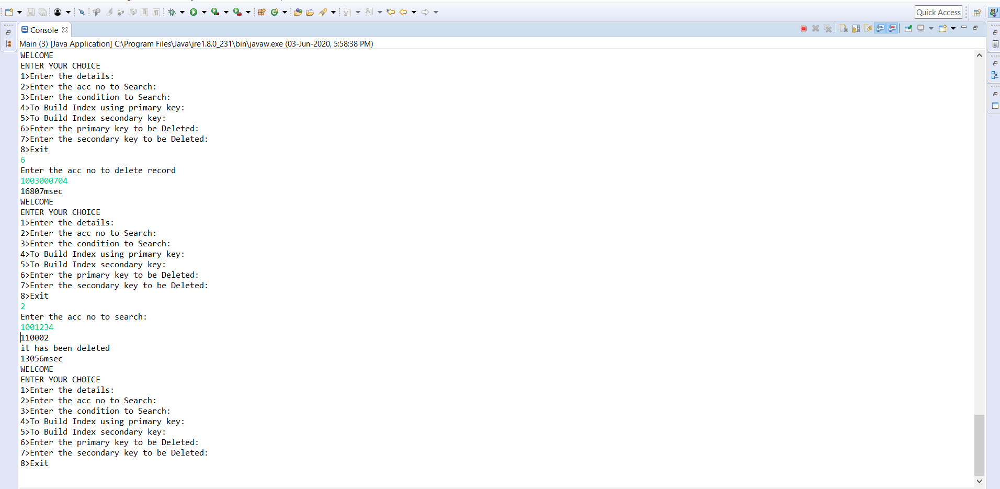 Quick Access
Console
Main (3) [Java Application] C:\Program Files\Java\jre1.8.0_231\bin\javaw.exe (03-Jun-2020, 5:58:38 PM)
WELCOME
ENTER YOUR CHOICE
1>Enter the details:
2>Enter the acc no to Search:
3>Enter the condition to Search:
4>To Build Index using primary key:
5>To Build Index secondary key:
6>Enter the primary key to be Deleted:
7>Enter the secondary key to be Deleted:
8>Exit
6
Enter the acc no to delete record
1003000704
16807msec
WELCOME
ENTER YOUR CHOICE
1>Enter the details:
2>Enter the acc no to Search:
3>Enter the condition to Search:
4>To Build Index using primary key:
5>To Build Index secondary key:
6>Enter the primary key to be Deleted:
7>Enter the secondary key to be Deleted:
8>Exit
2
Enter the acc no to search:
1001234
110002
it has been deleted
13056msec
WELCOME
ENTER YOUR CHOICE
1>Enter the details:
2>Enter the acc no to Search:
3>Enter the condition to Search:
4>To Build Index using primary key:
5>To Build Index secondary key:
6>Enter the primary key to be Deleted:
7>Enter the secondary key to be Deleted:
8>Exit